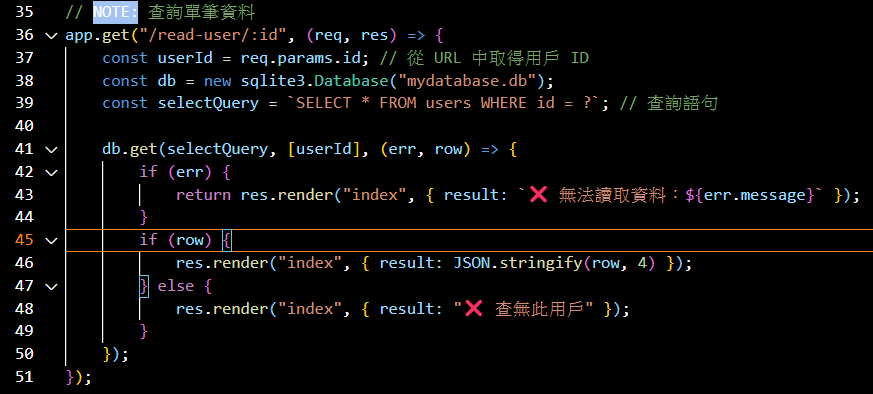 35 // NOTE: 查詢單筆資料
36 app.get("/read-user/:id", (req, res) => {
37     const userId = req.params.id; // 從 URL 中取得用戶 ID
38     const db = new sqlite3.Database("mydatabase.db");
39     const selectQuery = `SELECT * FROM users WHERE id = ?`; // 查詢語句
40
41     db.get(selectQuery, [userId], (err, row) => {
42         if (err) {
43             return res.render("index", { result: `❌ 無法讀取資料：${err.message}` });
44         }
45         if (row) {
46             res.render("index", { result: JSON.stringify(row, 4) });
47         } else {
48             res.render("index", { result: "❌ 查無此用戶" });
49         }
50     });
51 });